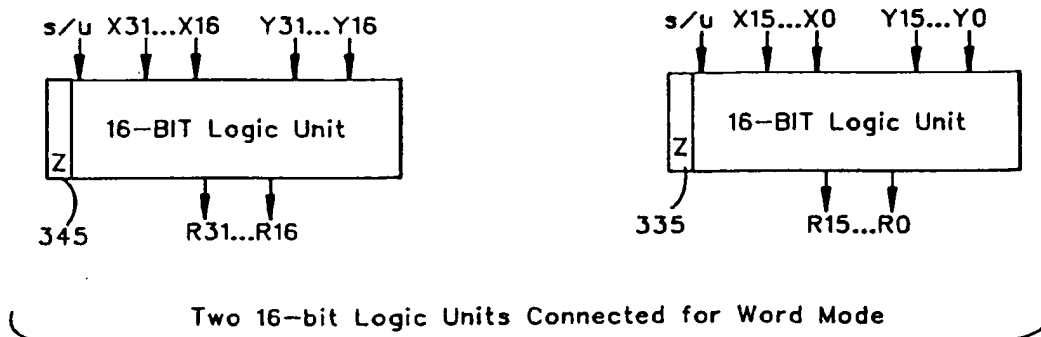 s/u X31...X16 Y31...Y16
16-BIT Logic Unit
Z
345
R31...R16
s/u X15...X0 Y15...Y0
16-BIT Logic Unit
Z
335
R15...R0
Two 16-bit Logic Units Connected for Word Mode